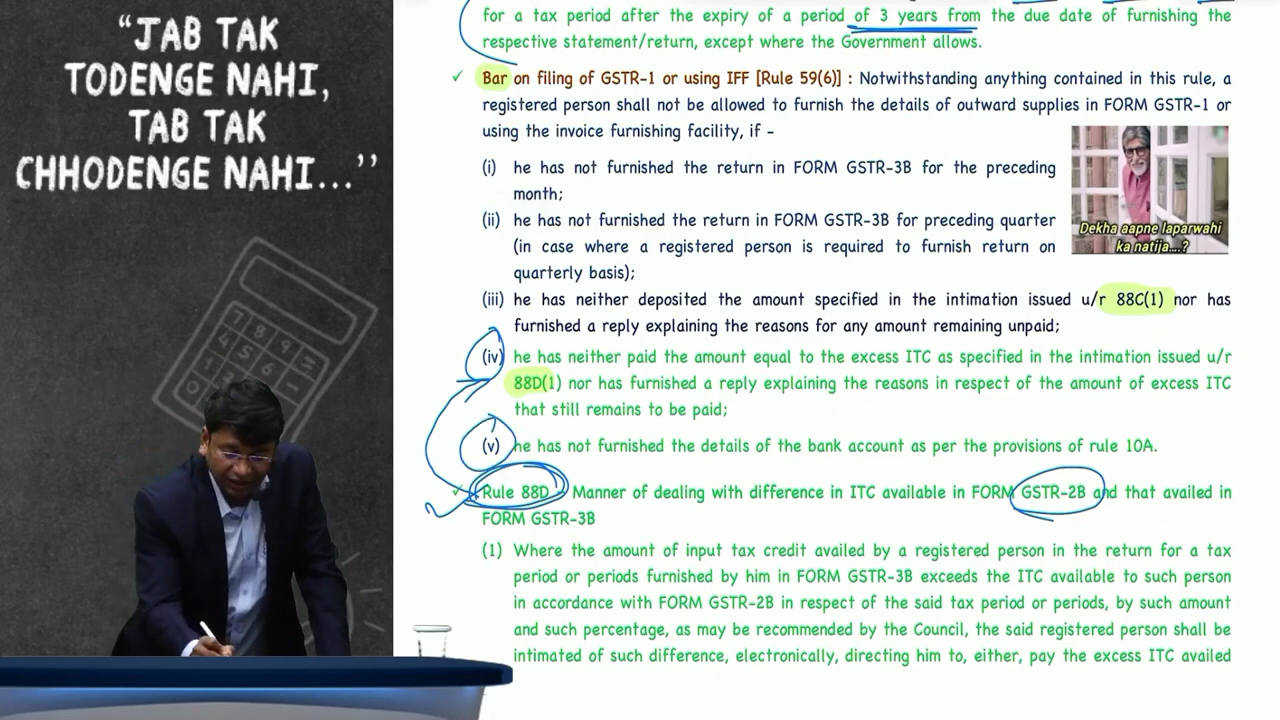 “JAB TAK
TODENGE NAHI,
TAB TAK
CHHODENGE NAHI...’’
for a tax period after the expiry of a period of 3 years from the due date of furnishing the
respective statement/return, except where the Government allows.
✓ Bar on filing of GSTR-1 or using IFF [Rule 59(6)] : Notwithstanding anything contained in this rule, a
registered person shall not be allowed to furnish the details of outward supplies in FORM GSTR-1 or
using the invoice furnishing facility, if -
(i) he has not furnished the return in FORM GSTR-3B for the preceding
month;
(ii) he has not furnished the return in FORM GSTR-3B for preceding quarter
(in case where a registered person is required to furnish return on
quarterly basis);
Dekha aapne laparwahi
ka natija....?
(iii) he has neither deposited the amount specified in the intimation issued u/r 88C(1) nor has
furnished a reply explaining the reasons for any amount remaining unpaid;
(iv) he has neither paid the amount equal to the excess ITC as specified in the intimation issued u/r
88D(1) nor has furnished a reply explaining the reasons in respect of the amount of excess ITC
that still remains to be paid;
(v) he has not furnished the details of the bank account as per the provisions of rule 10A.
✓ Rule 88D - Manner of dealing with difference in ITC available in FORM GSTR-2B and that availed in
FORM GSTR-3B
(1) Where the amount of input tax credit availed by a registered person in the return for a tax
period or periods furnished by him in FORM GSTR-3B exceeds the ITC available to such person
in accordance with FORM GSTR-2B in respect of the said tax period or periods, by such amount
and such percentage, as may be recommended by the Council, the said registered person shall be
intimated of such difference, electronically, directing him to, either, pay the excess ITC availed